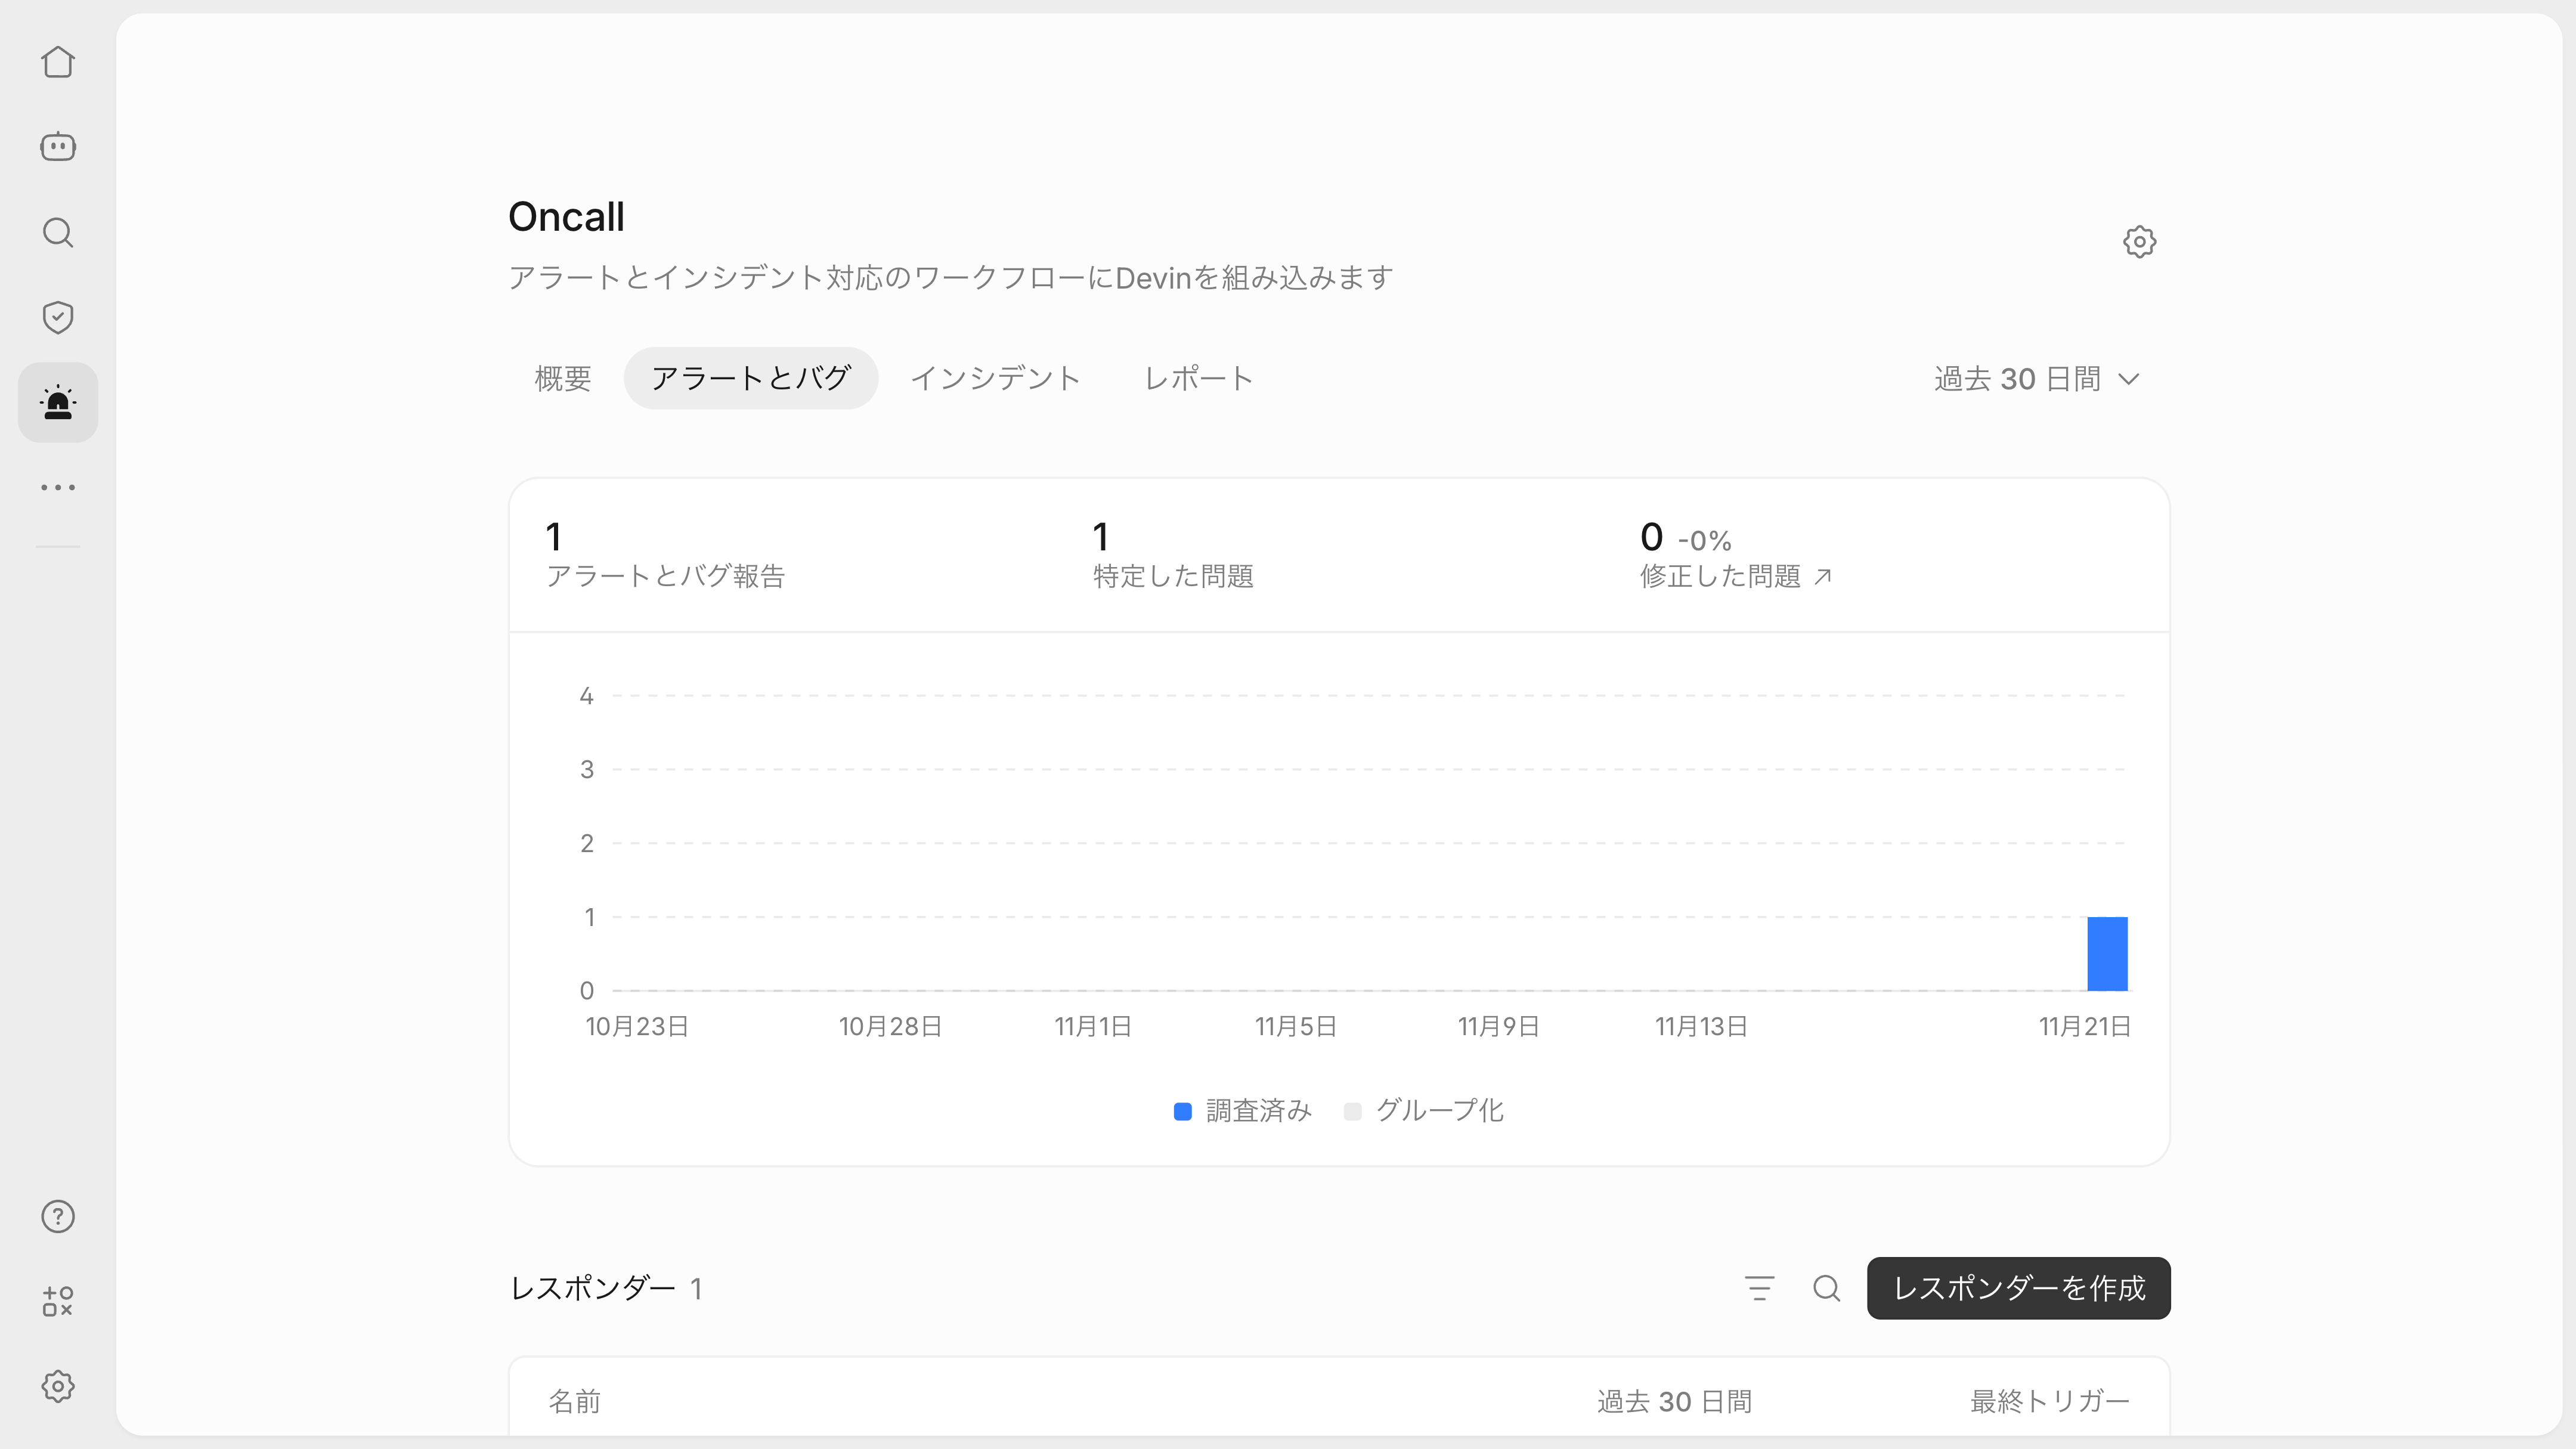 Oncall
アラートとインシデント対応のワークフローにDevinを組み込みます
概要 アラートとバグ インシデント レポート 過去 30 日間
1 1 0 -0%
アラートとバグ報告 特定した問題 修正した問題
4
3
2
1
0
10月23日 10月28日 11月1日 11月5日 11月9日 11月13日 11月21日
調査済み グループ化
レスポンダー 1 レスポンダーを作成
名前 過去 30 日間 最終トリガー